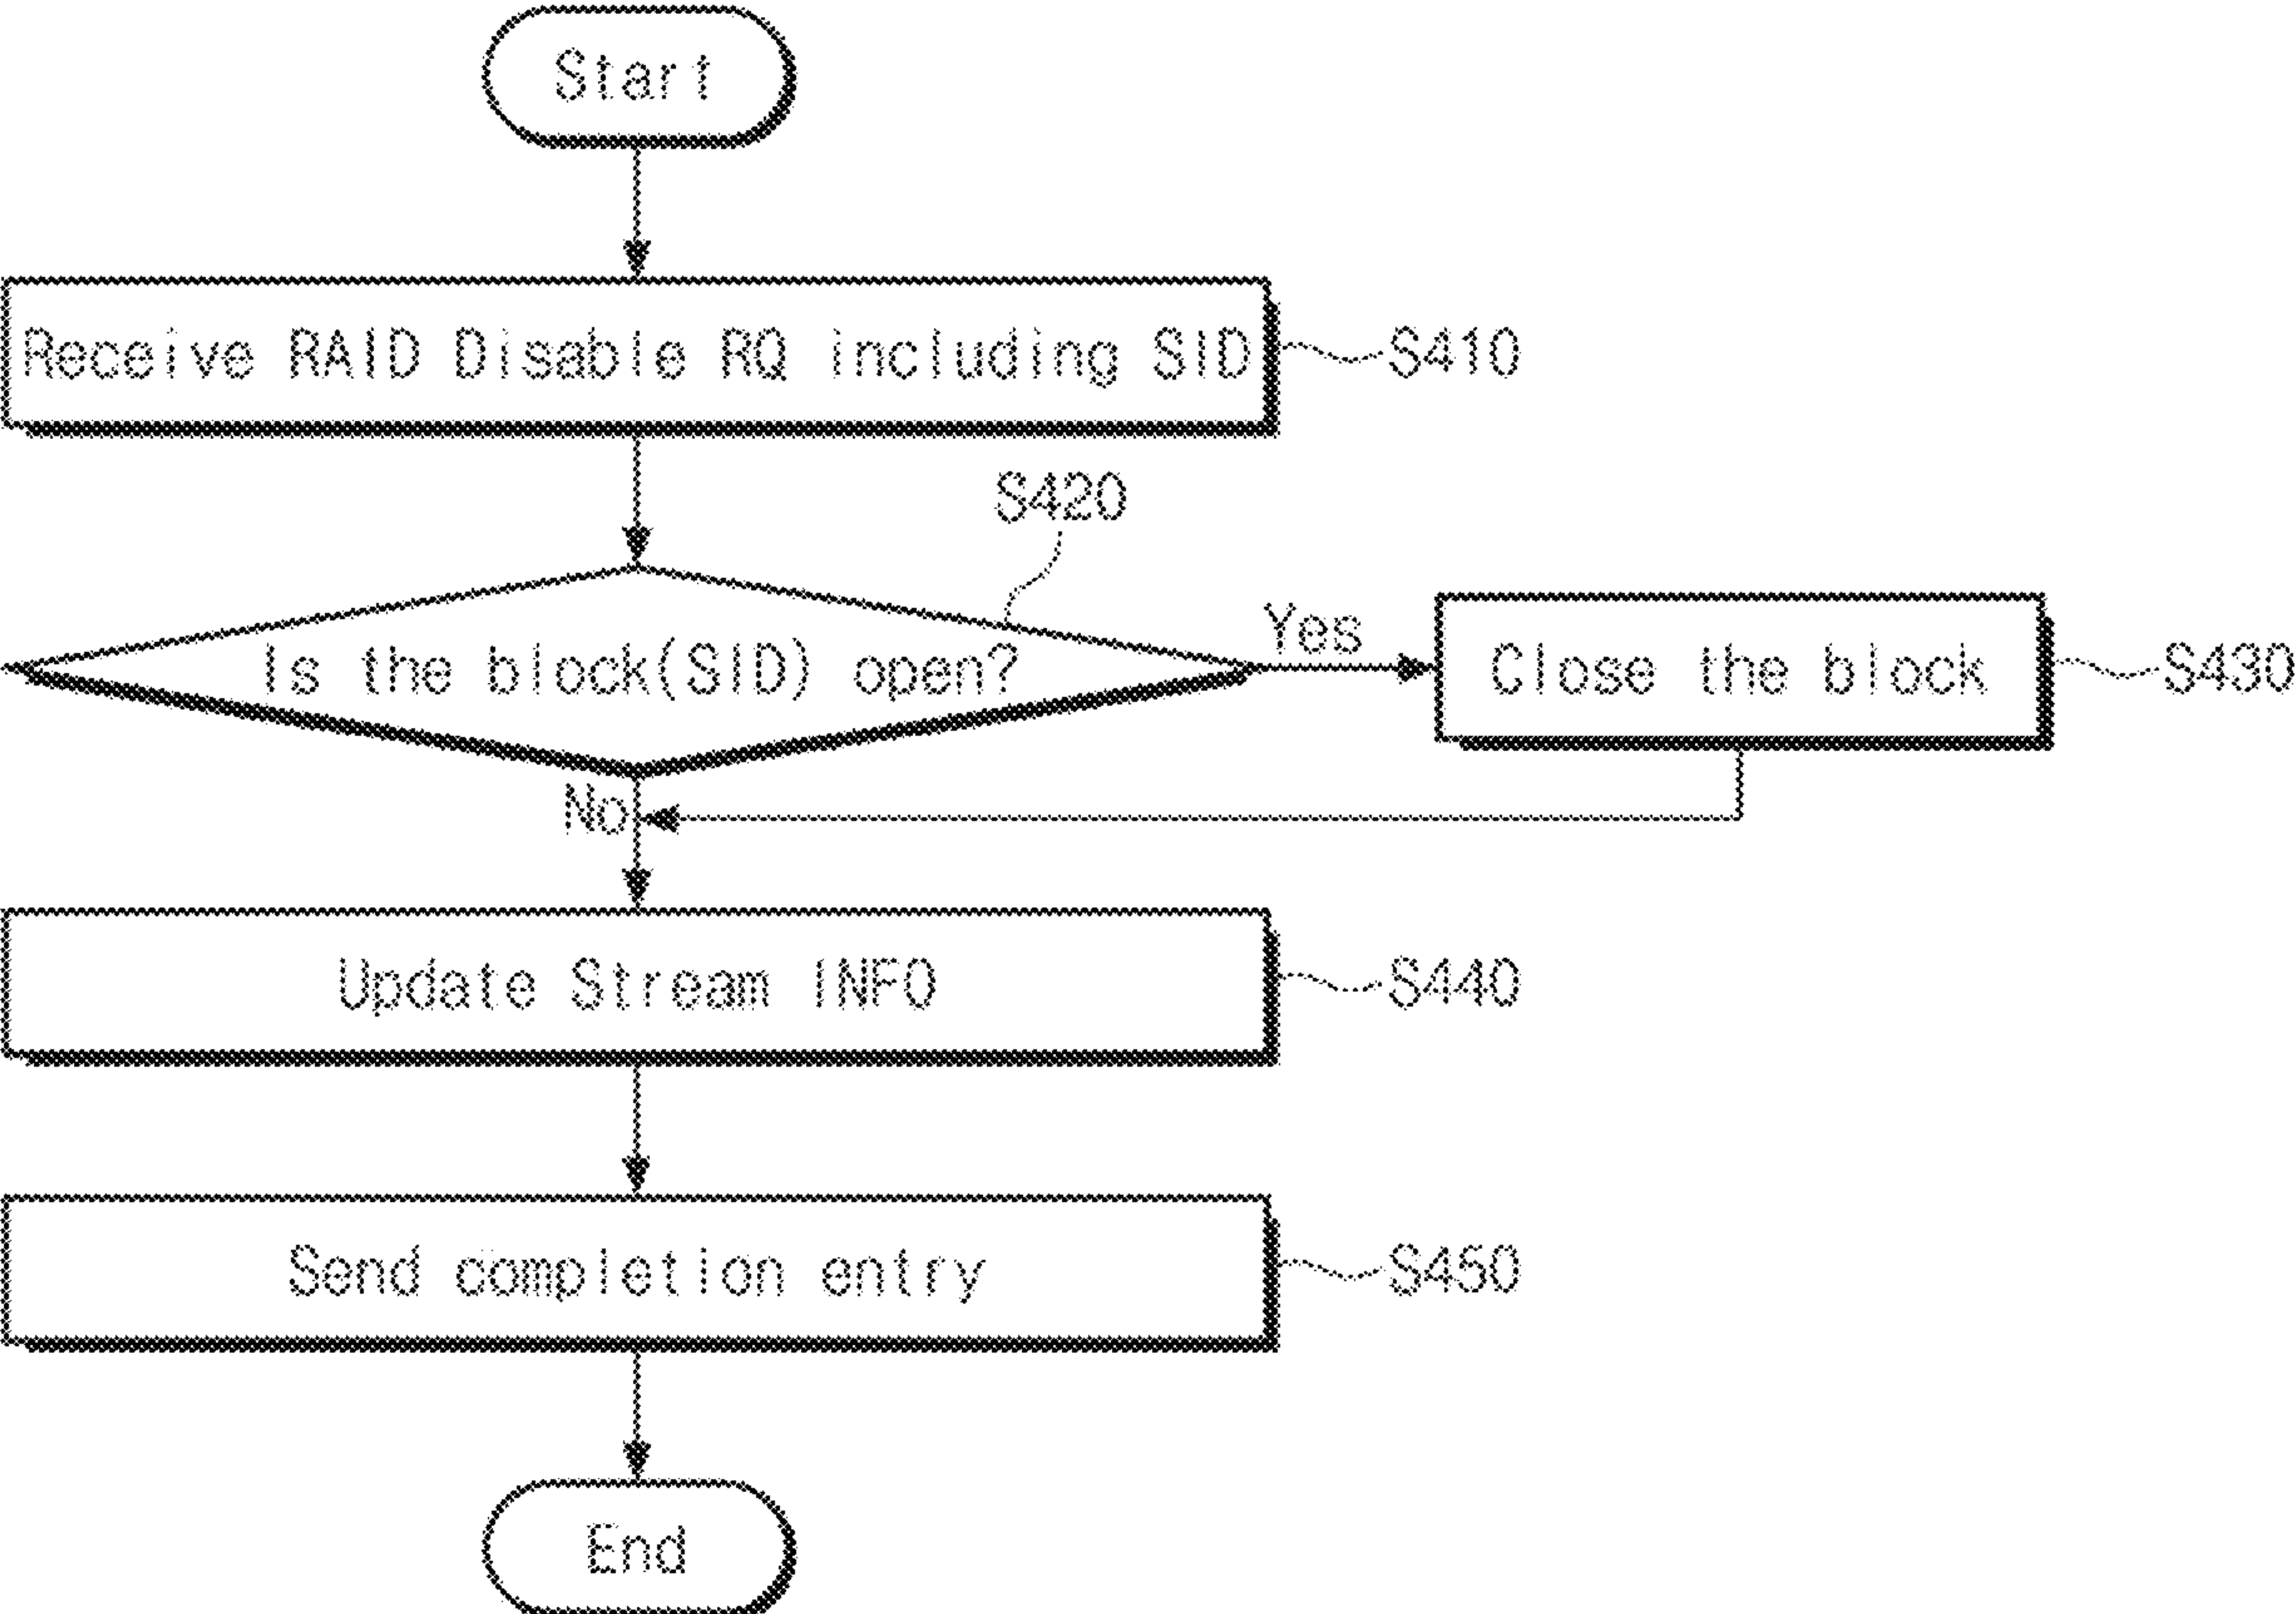 Start
Receive RAID Disable RQ including SID
S410
S420
Is the block(SID) open?
Yes
Close the block
S430
No
Update Stream INFO
S440
Send completion entry
S450
End